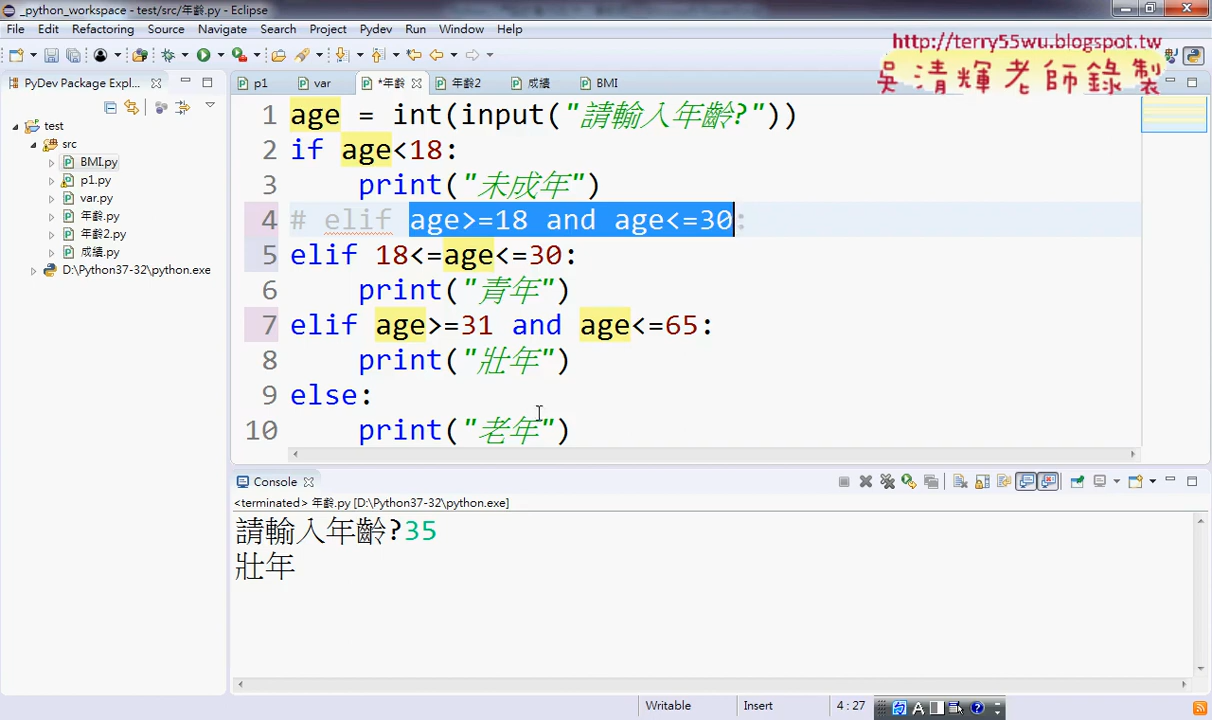 _python_workspace - test/src/年齡.py - Eclipse
File Edit Refactoring Source Navigate Search Project Pydev Run Window Help
http://terry55wu.blogspot.tw
吳清輝老師錄製
PyDev Package Expl...
p1 var *年齡 年齡2 成績 BMI
test
src
BMI.py
p1.py
var.py
年齡.py
年齡2.py
成績.py
D:\Python37-32\python.exe
1 age = int(input("請輸入年齡?"))
2 if age<18:
3 print("未成年")
4 # elif age>=18 and age<=30:
5 elif 18<=age<=30:
6 print("青年")
7 elif age>=31 and age<=65:
8 print("壯年")
9 else:
10 print("老年")
Console
<terminated> 年齡.py [D:\Python37-32\python.exe]
請輸入年齡?35
壯年
Writable Insert 4:27